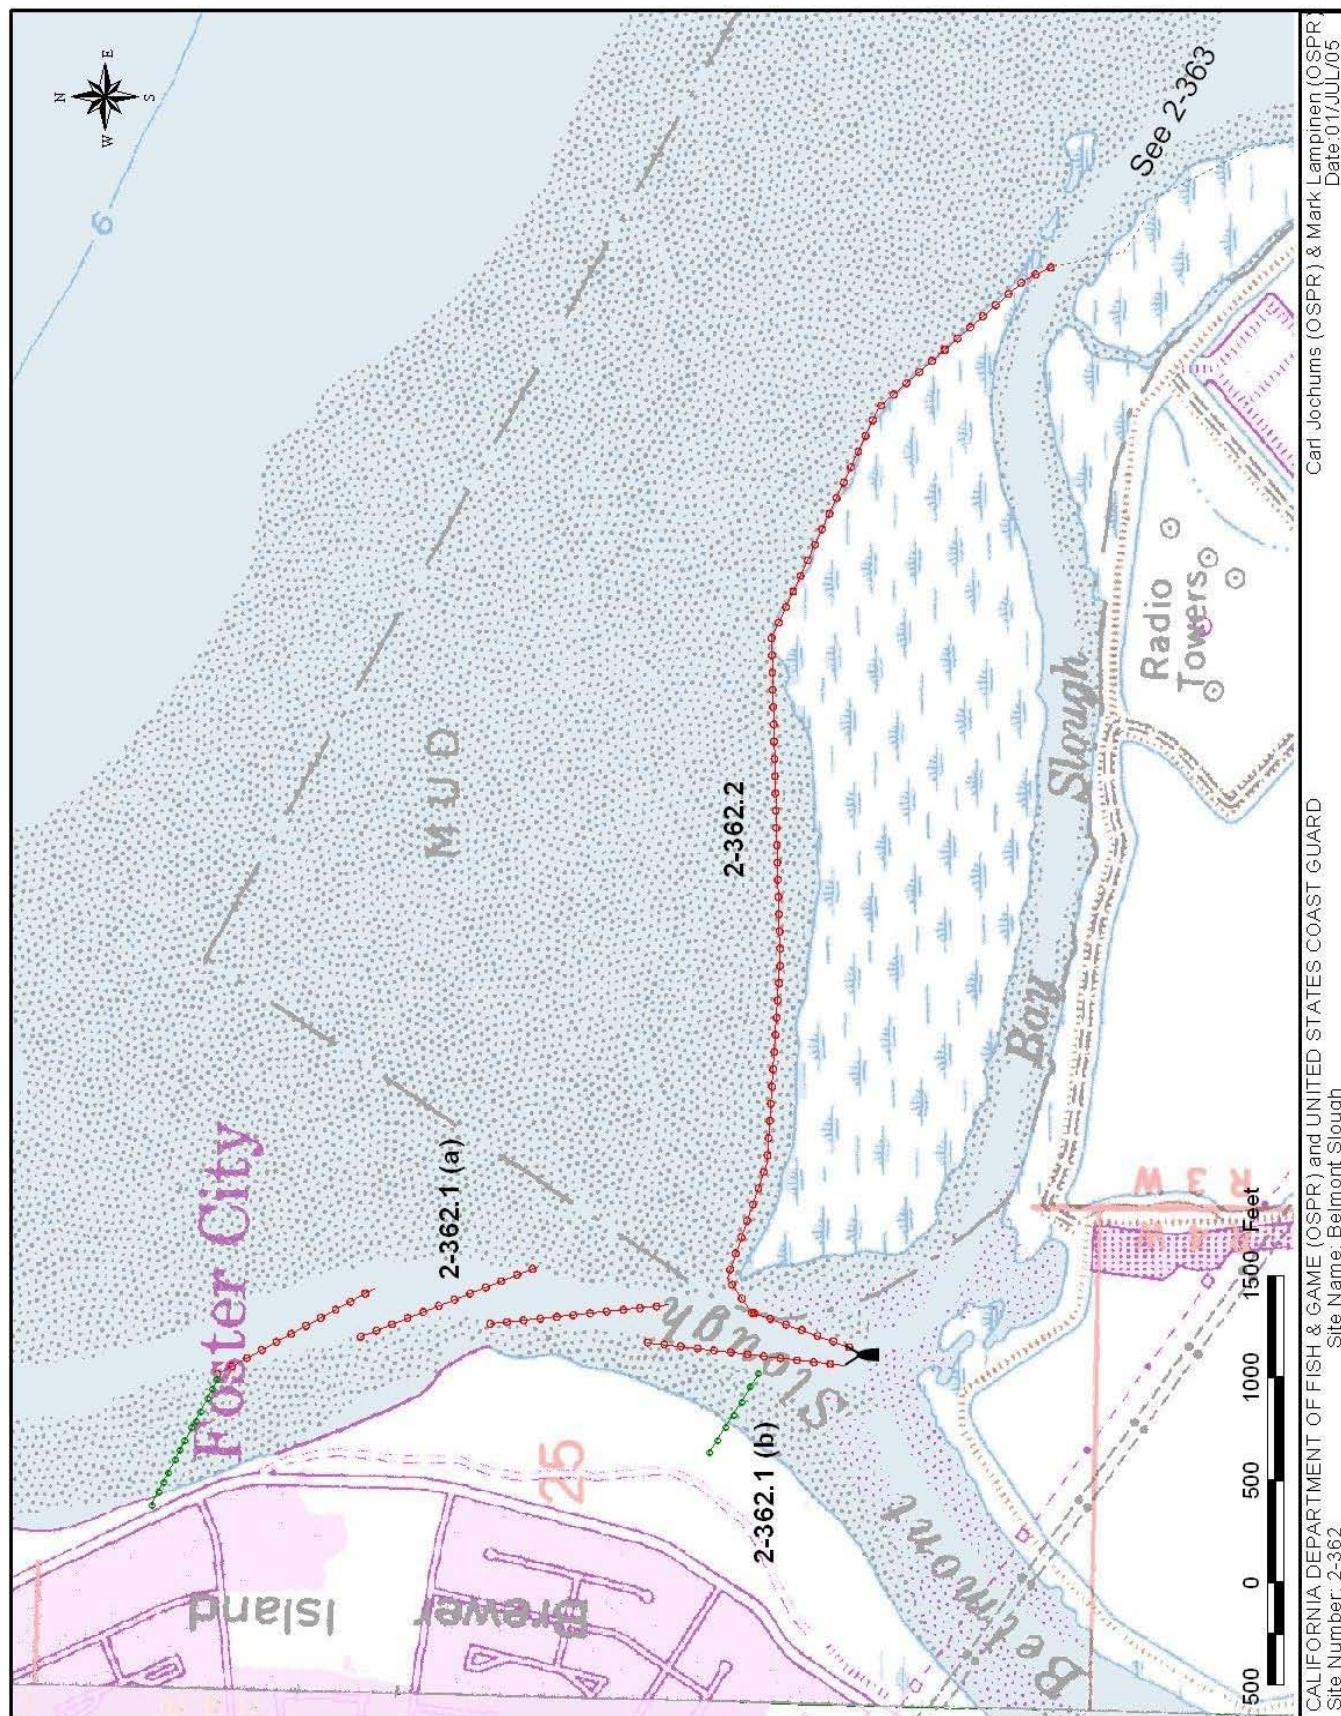 N
E
S
W
6
See 2-363
MUD
Foster City
2-362.1 (a)
2-362.2
Radio
Towers
Bay Slough
Belmont Slough
2-362.1 (b)
25
Brewer
Island
R 3 W
R 4 W
500 0 500 1000 1500 Feet
CALIFORNIA DEPARTMENT OF FISH & GAME (OSPR) and UNITED STATES COAST GUARD
Carl Jochums (OSPR) & Mark Lampinen (OSPR)
Site Number: 2-362
Site Name: Belmont Slough
Date:01/JUL/05